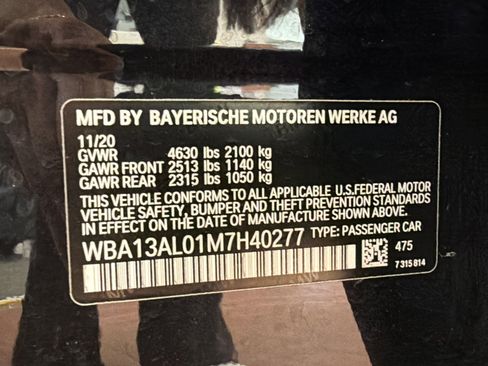 MFD BY BAYERISCHE MOTOREN WERKE AG
11/20
GVWR 4630 lbs 2100 kg
GAWR FRONT 2513 lbs 1140 kg
GAWR REAR 2315 lbs 1050 kg
THIS VEHICLE CONFORMS TO ALL APPLICABLE U.S.FEDERAL MOTOR
VEHICLE SAFETY, BUMPER AND THEFT PREVENTION STANDARDS
IN EFFECT ON THE DATE OF MANUFACTURE SHOWN ABOVE.
WBA13AL01M7H40277 TYPE: PASSENGER CAR
475
7 315 814